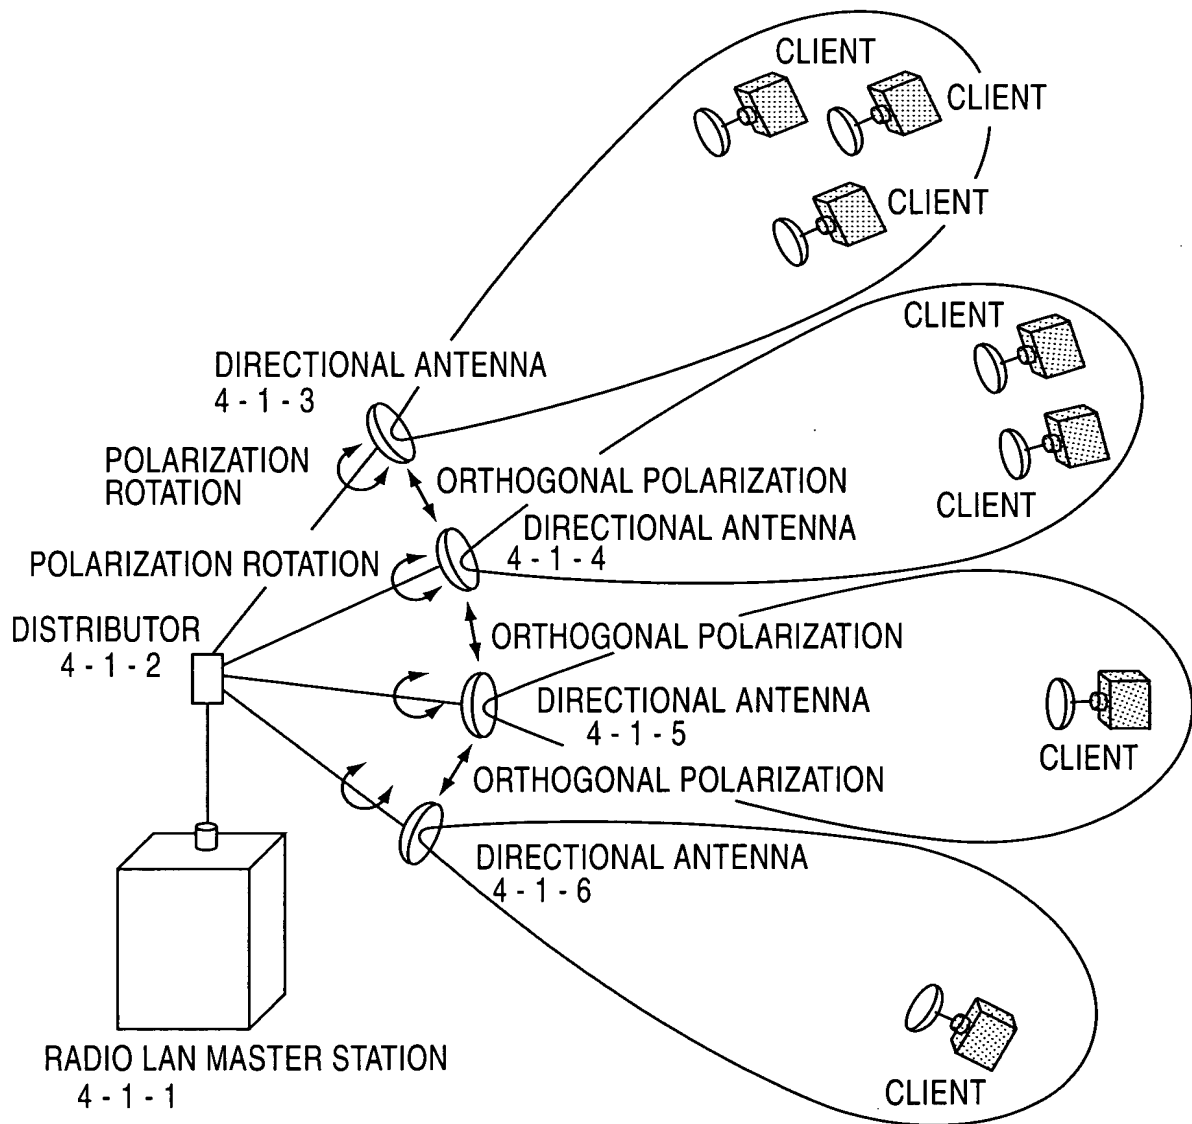 CLIENT
CLIENT
CLIENT
CLIENT
DIRECTIONAL ANTENNA
4 - 1 - 3
POLARIZATION
ROTATION
ORTHOGONAL POLARIZATION
CLIENT
DIRECTIONAL ANTENNA
4 - 1 - 4
POLARIZATION ROTATION
DISTRIBUTOR
4 - 1 - 2
ORTHOGONAL POLARIZATION
DIRECTIONAL ANTENNA
4 - 1 - 5
CLIENT
ORTHOGONAL POLARIZATION
DIRECTIONAL ANTENNA
4 - 1 - 6
RADIO LAN MASTER STATION
4 - 1 - 1
CLIENT